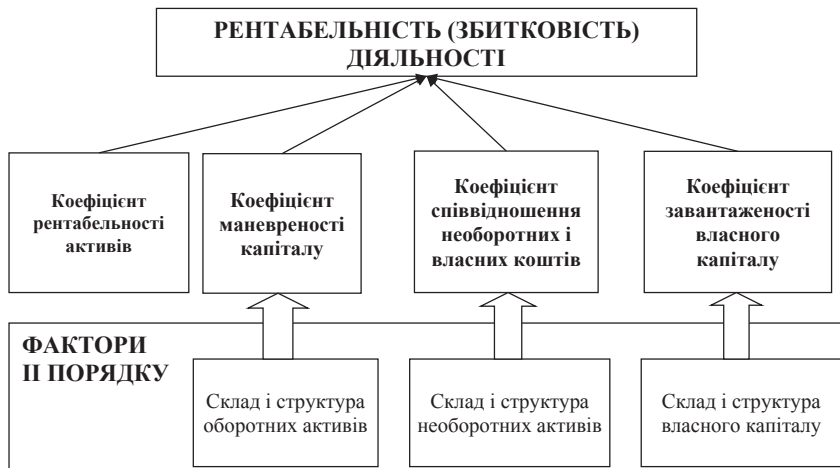 РЕНТАБЕЛЬНІСТЬ (ЗБИТКОВІСТЬ)
ДІЯЛЬНОСТІ
Коефіцієнт
рентабельності
активів
Коефіцієнт
маневреності
капіталу
Коефіцієнт
співвідношення
необоротних і
власних коштів
Коефіцієнт
завантаженості
власного
капіталу
ФАКТОРИ
ІІ ПОРЯДКУ
Склад і структура
оборотних активів
Склад і структура
необоротних активів
Склад і структура
власного капіталу